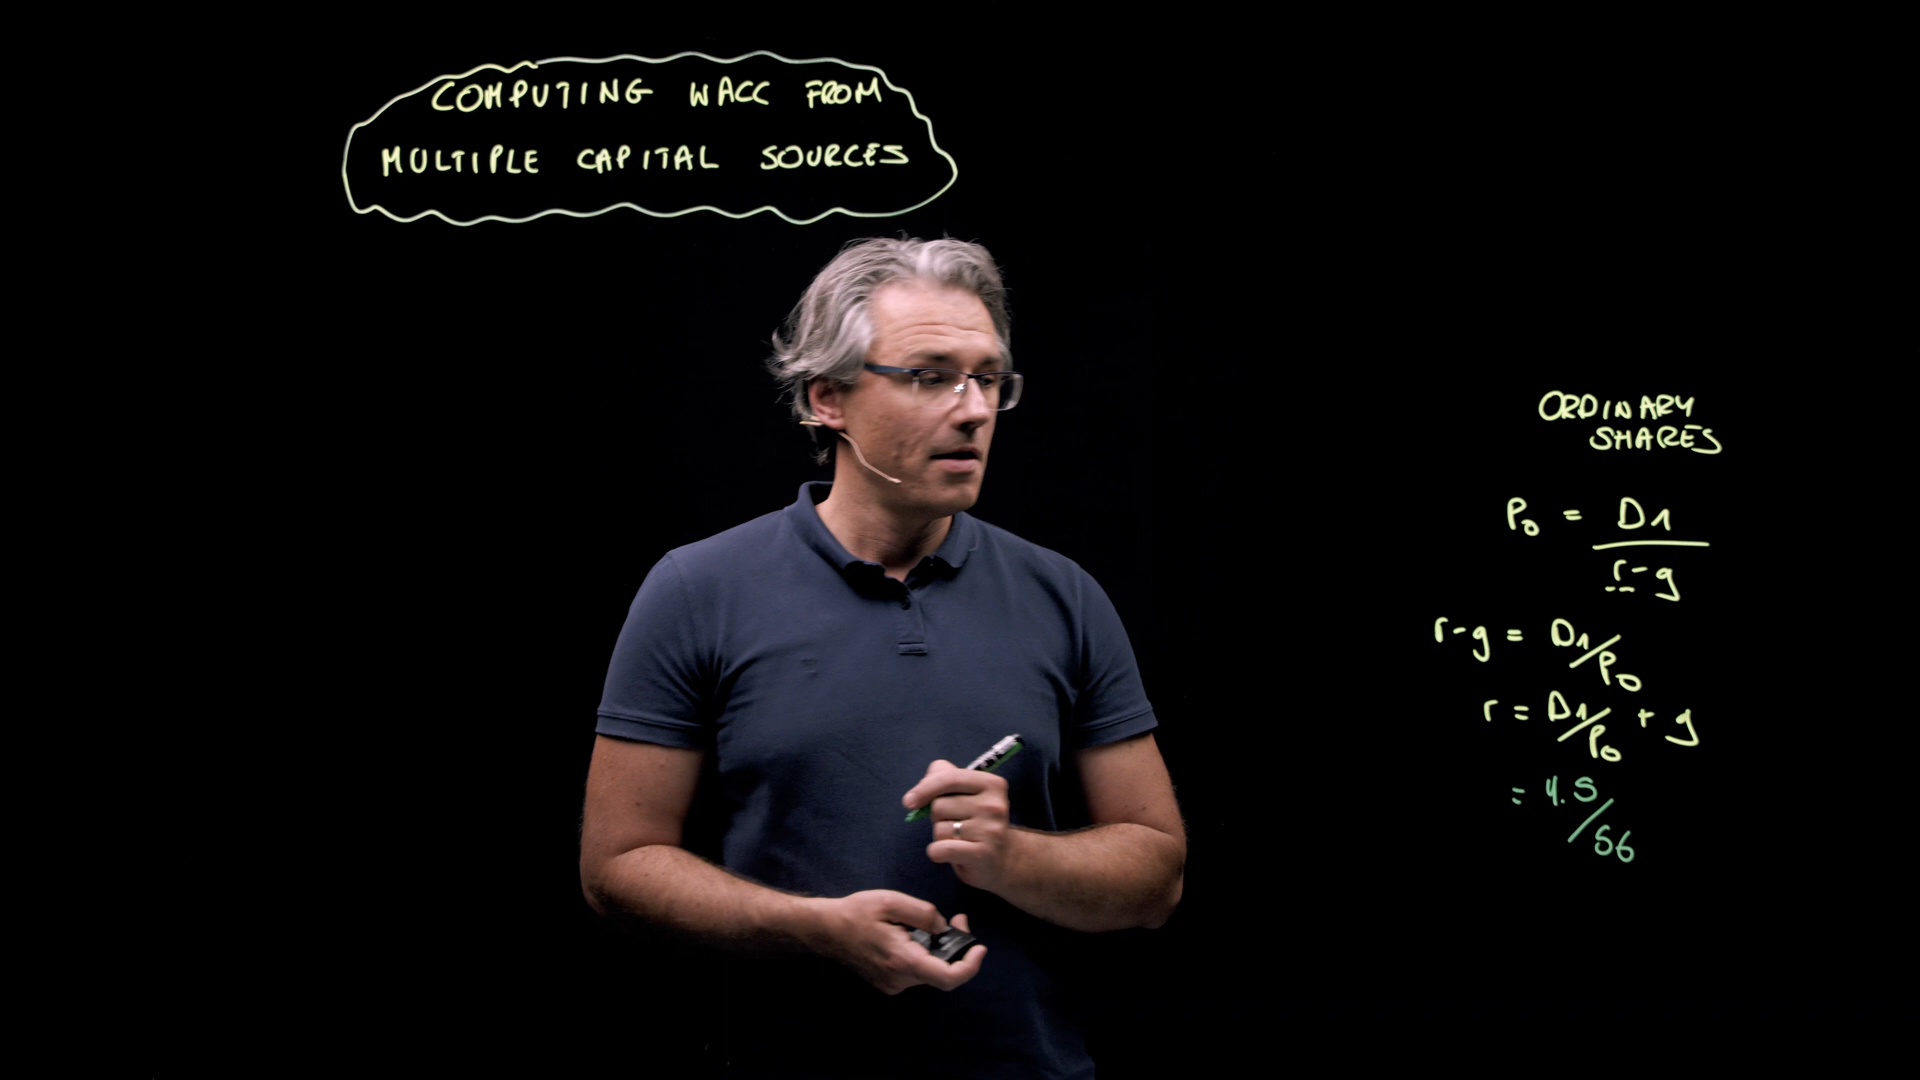 COMPUTING WACC FROM
MULTIPLE CAPITAL SOURCES
ORDINARY
SHARES
P0 = D1
r-g
r-g = D1/P0
r = D1/P0 + g
= 4.5/56